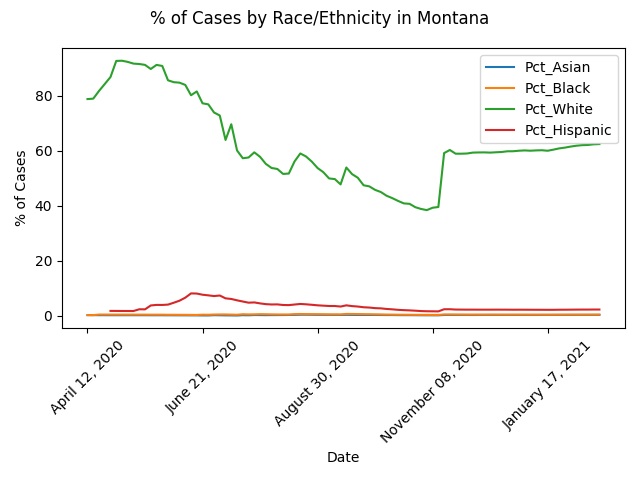 % of Cases by Race/Ethnicity in Montana
Pct_Asian
Pct_Black
Pct_White
Pct_Hispanic
% of Cases
80
60
40
20
0
April 12, 2020
June 21, 2020
August 30, 2020
November 08, 2020
January 17, 2021
Date